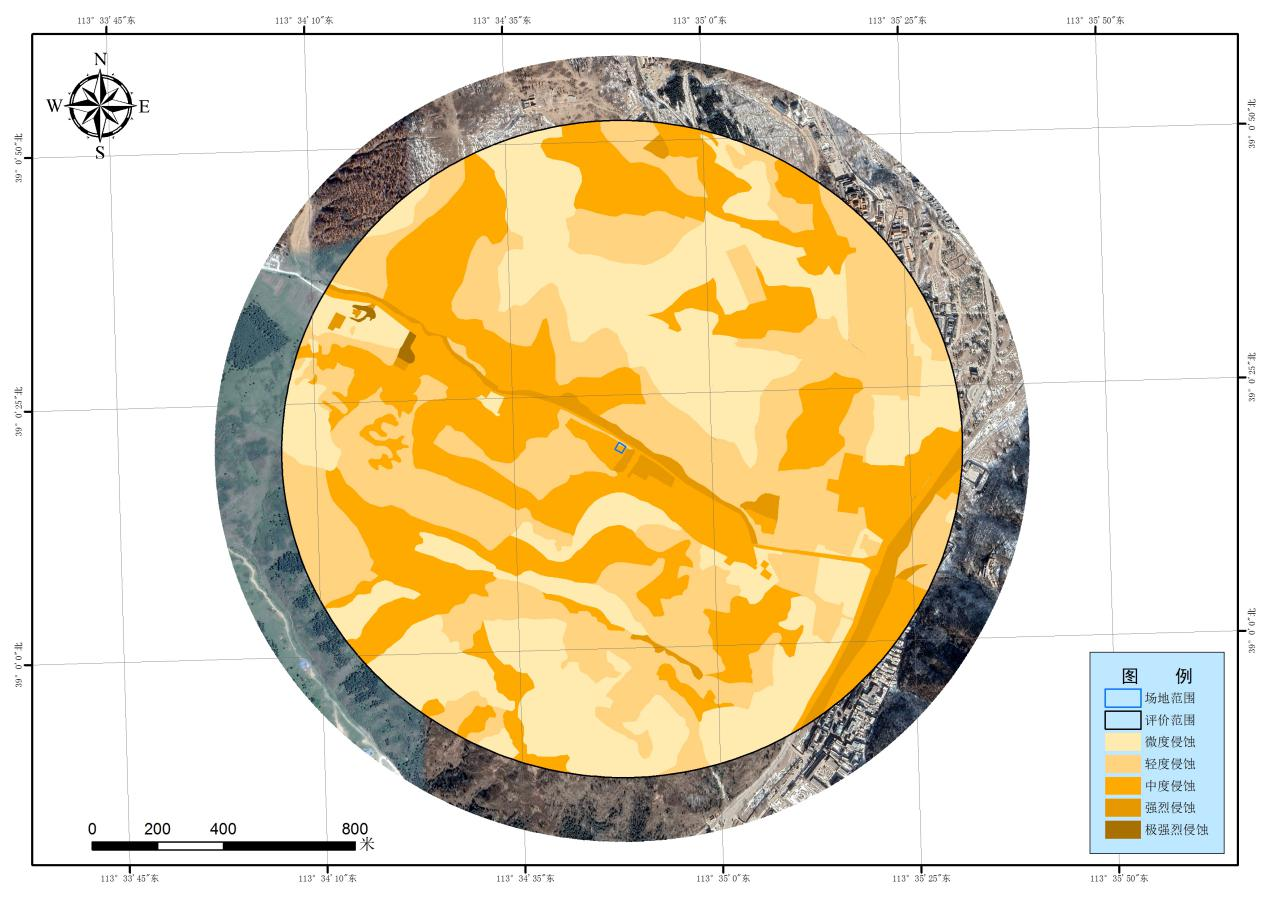 113° 33′45″东
113° 34′10″东
113° 34′35″东
113° 35′0″东
113° 35′25″东
113° 35′50″东
N
W
E
S
39° 0′50″北
39° 0′50″北
39° 0′25″北
39° 0′25″北
39° 0′0″北
39° 0′0″北
图 例
场地范围
评价范围
微度侵蚀
轻度侵蚀
中度侵蚀
强烈侵蚀
极强烈侵蚀
0 200 400 800
米
113° 33′45″东
113° 34′10″东
113° 34′35″东
113° 35′0″东
113° 35′25″东
113° 35′50″东